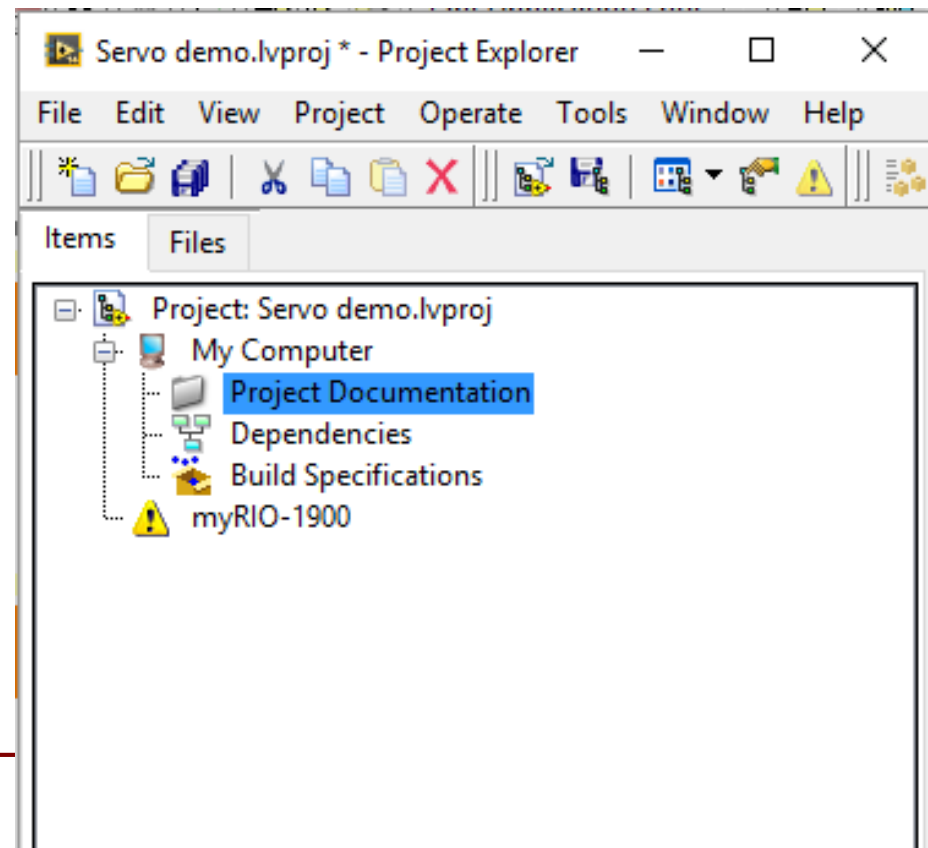 Servo demo.lvproj * - Project Explorer
File Edit View Project Operate Tools Window Help
Items Files
Project: Servo demo.lvproj
My Computer
Project Documentation
Dependencies
Build Specifications
myRIO-1900